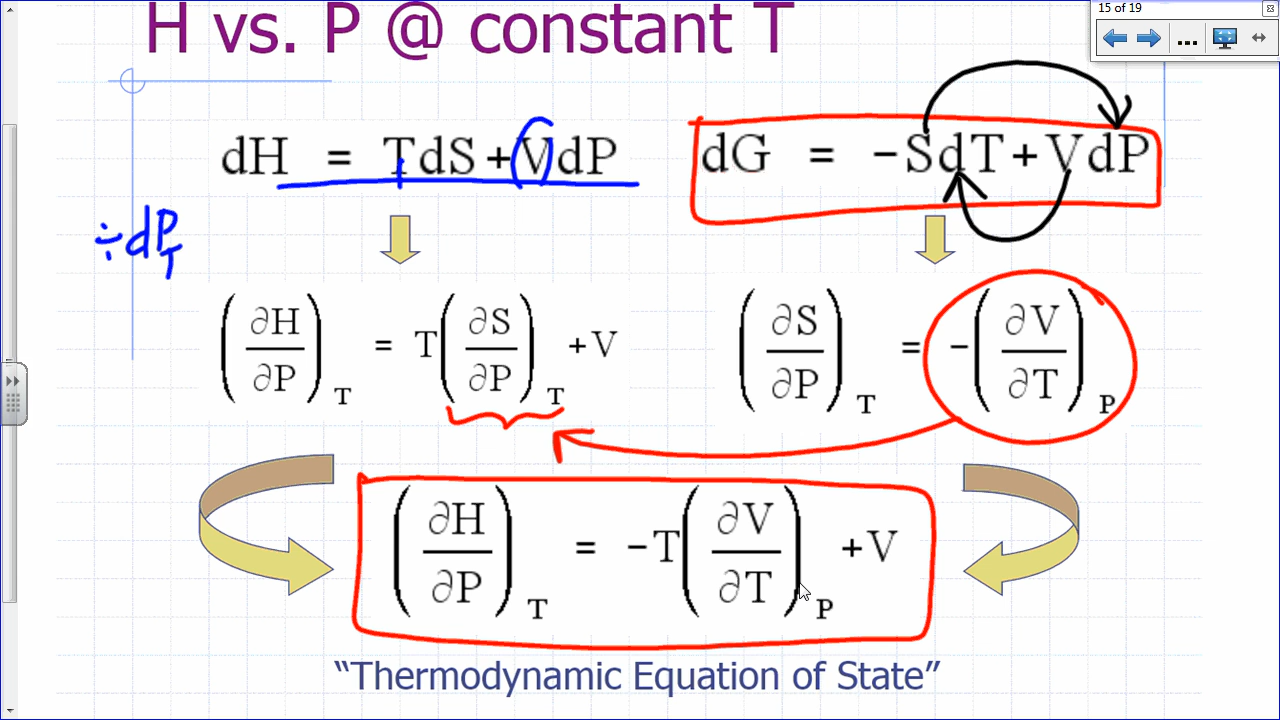 15 of 19
H vs. P @ constant T
dH = TdS + VdP
dG = −SdT + VdP
÷dP_T
(∂H/∂P)_T = T(∂S/∂P)_T + V
(∂S/∂P)_T = −(∂V/∂T)_P
(∂H/∂P)_T = −T(∂V/∂T)_P + V
“Thermodynamic Equation of State”